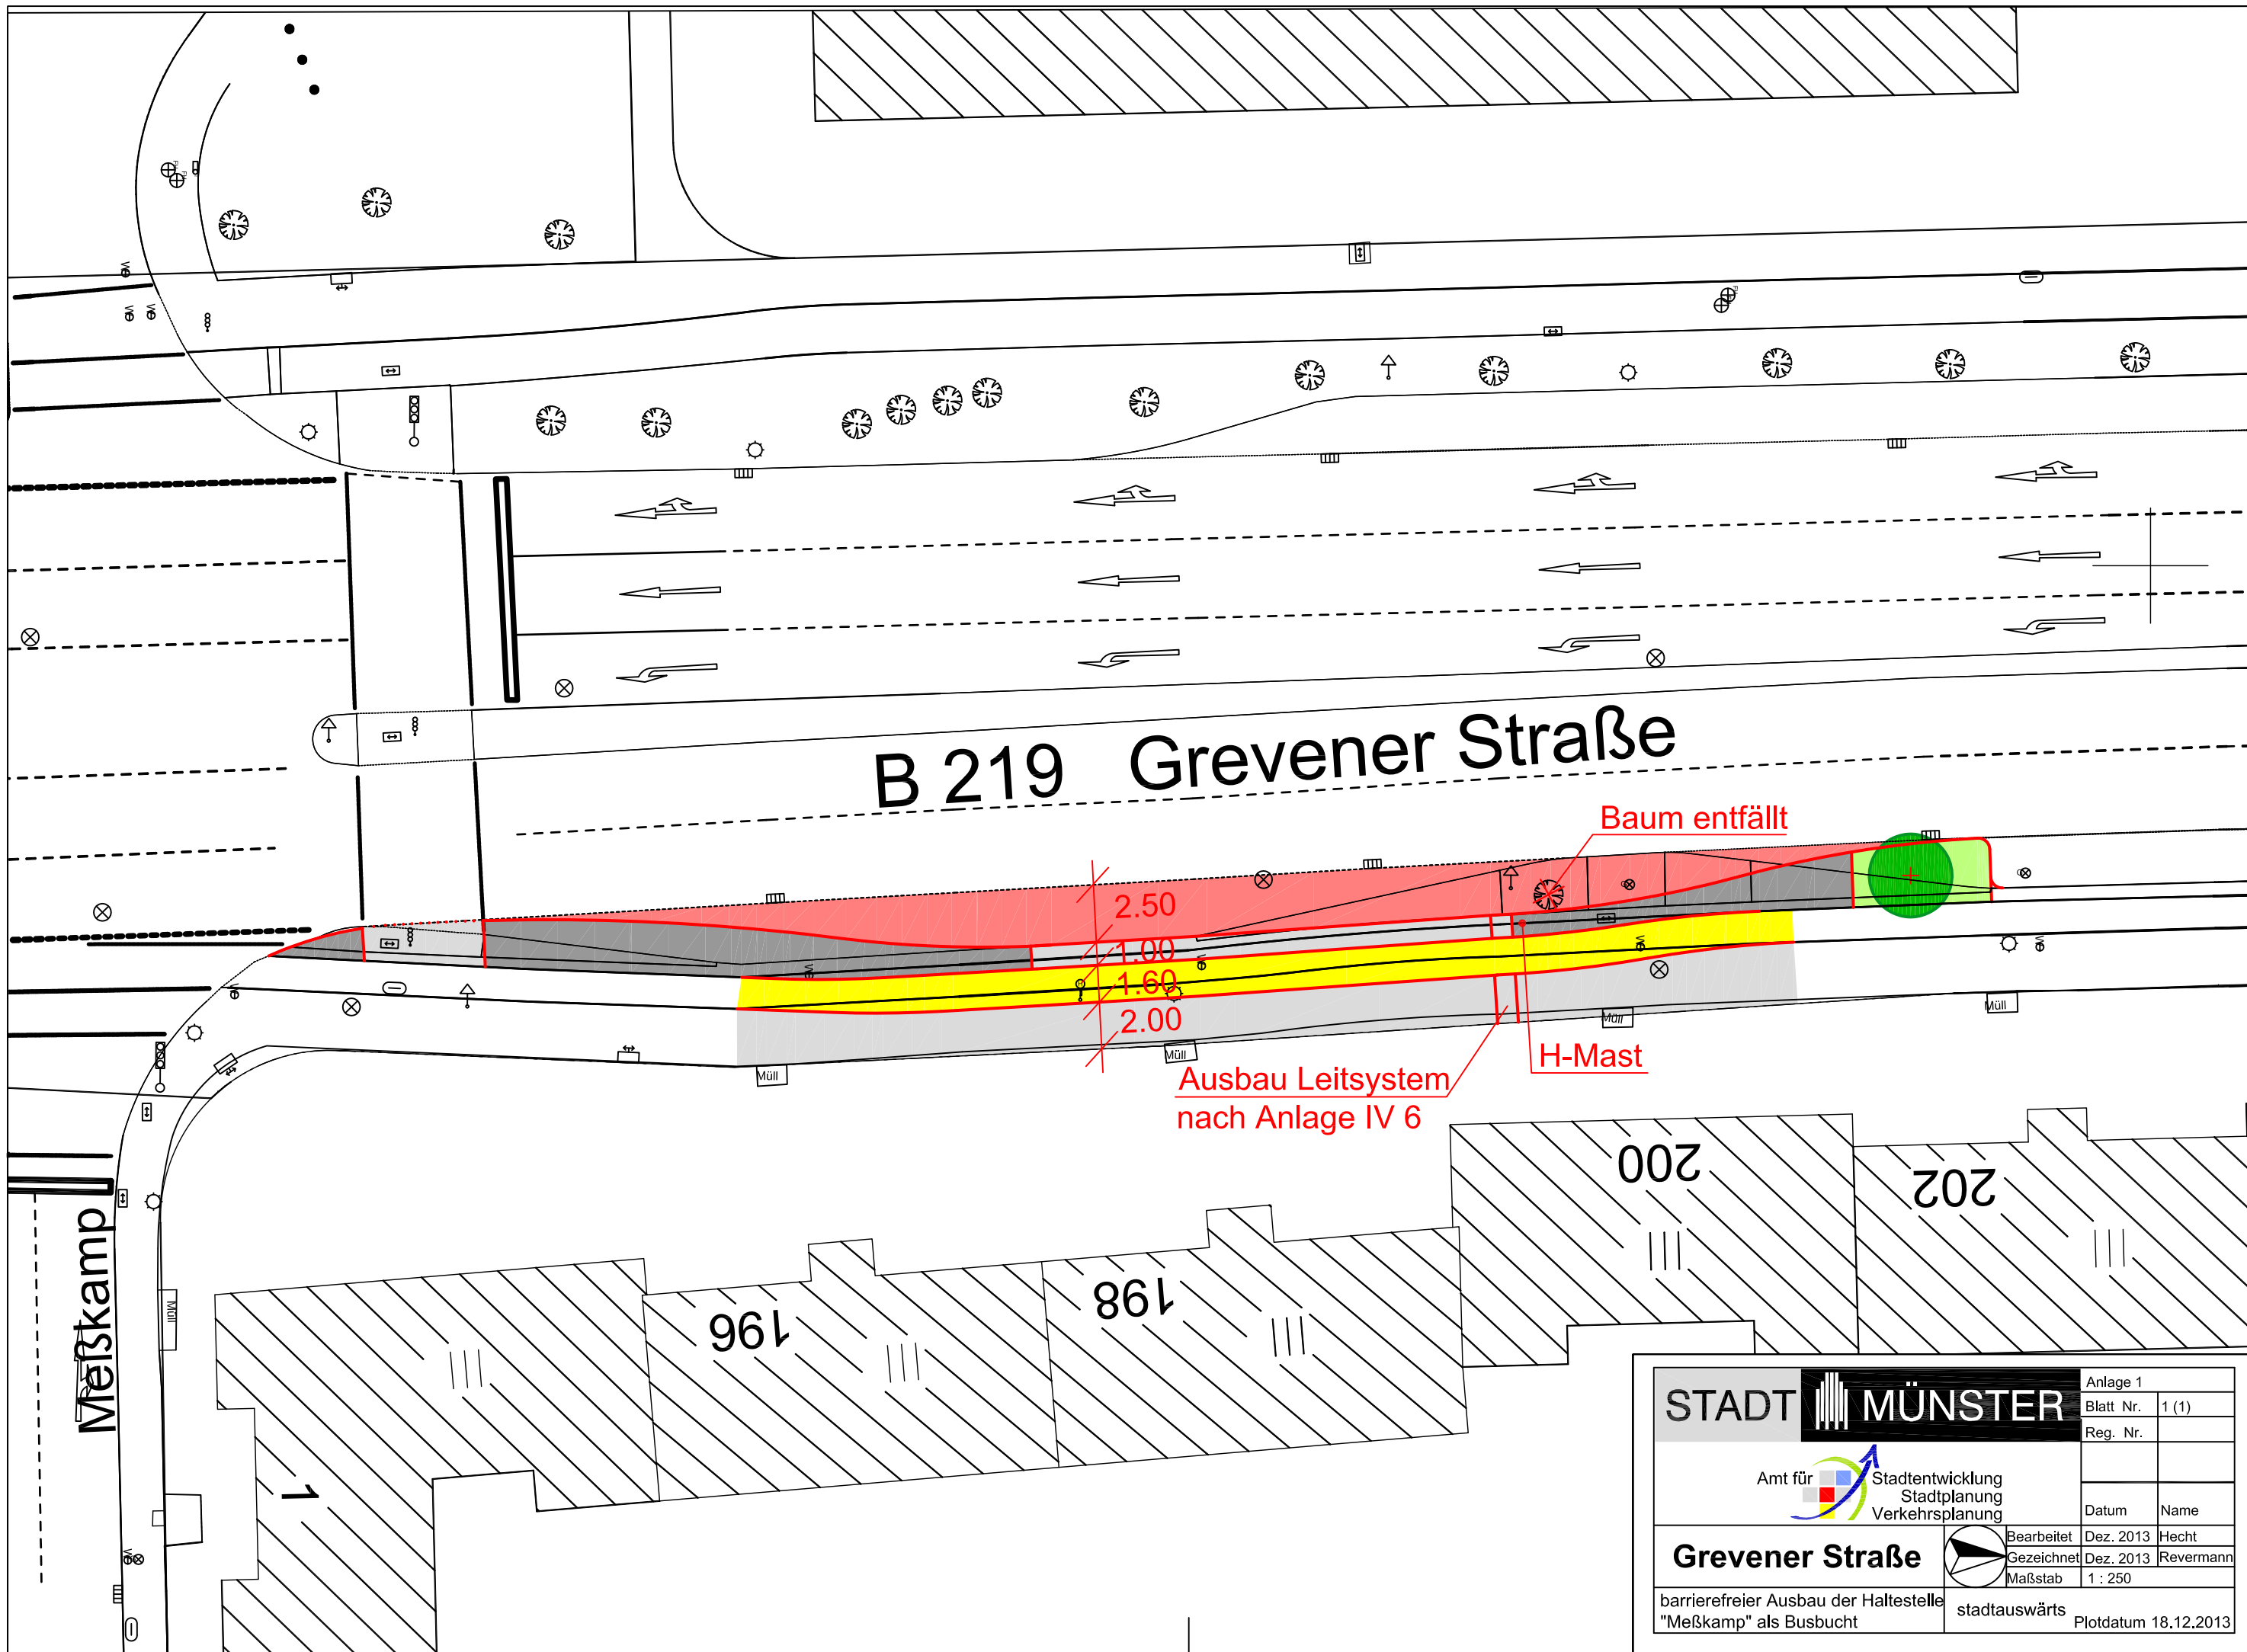 B 219 Grevener Straße
Baum entfällt
2.50
1.00
1.60
2.00
H-Mast
Ausbau Leitsystem
nach Anlage IV 6
Müll
Müll
Müll
Müll
Müll
Meßkamp
1
196
198
200
202
STADT MÜNSTER
Anlage 1
Blatt Nr. 1 (1)
Reg. Nr.
Amt für Stadtentwicklung
Stadtplanung
Verkehrsplanung
Datum Name
Grevener Straße
Bearbeitet Dez. 2013 Hecht
Gezeichnet Dez. 2013 Revermann
Maßstab 1 : 250
barrierefreier Ausbau der Haltestelle
"Meßkamp" als Busbucht
stadtauswärts
Plotdatum 18.12.2013